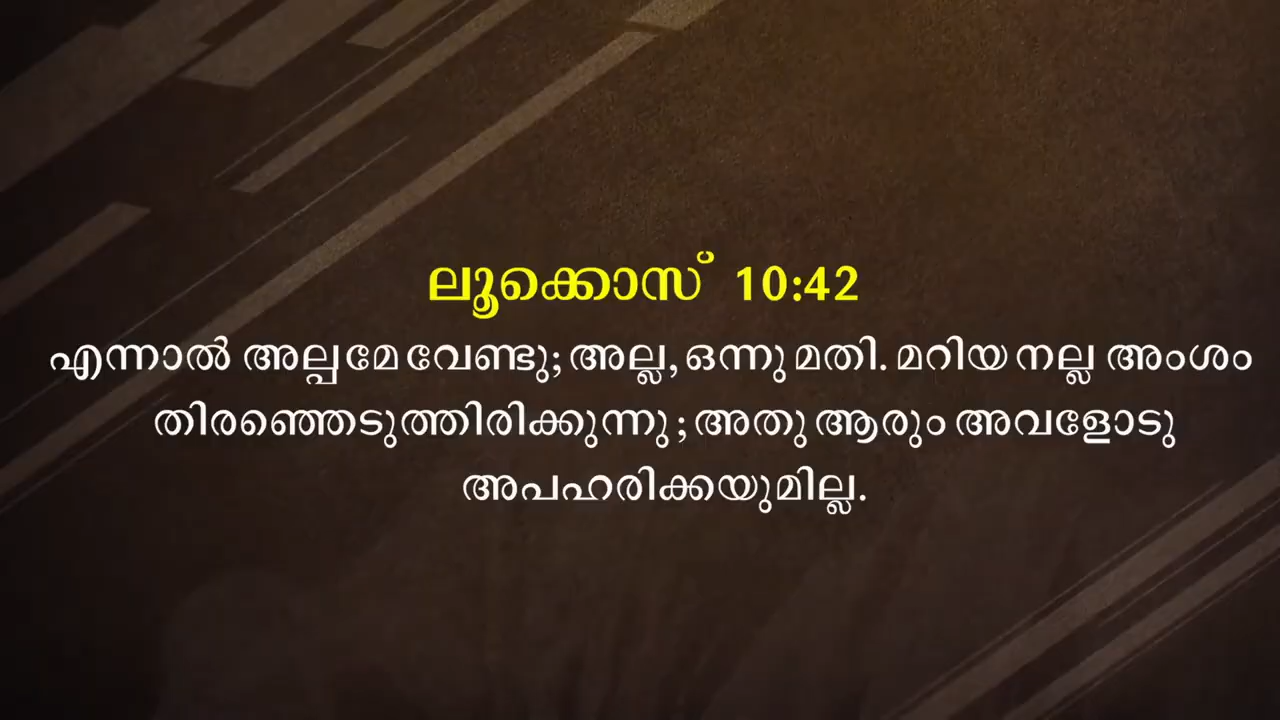 ലൂക്കൊസ് 10:42
എന്നാൽ അല്പമേ വേണ്ടു; അല്ല, ഒന്നു മതി. മറിയ നല്ല അംശം
തിരഞ്ഞെടുത്തിരിക്കുന്നു ; അതു ആരും അവളോടു
അപഹരിക്കയുമില്ല.